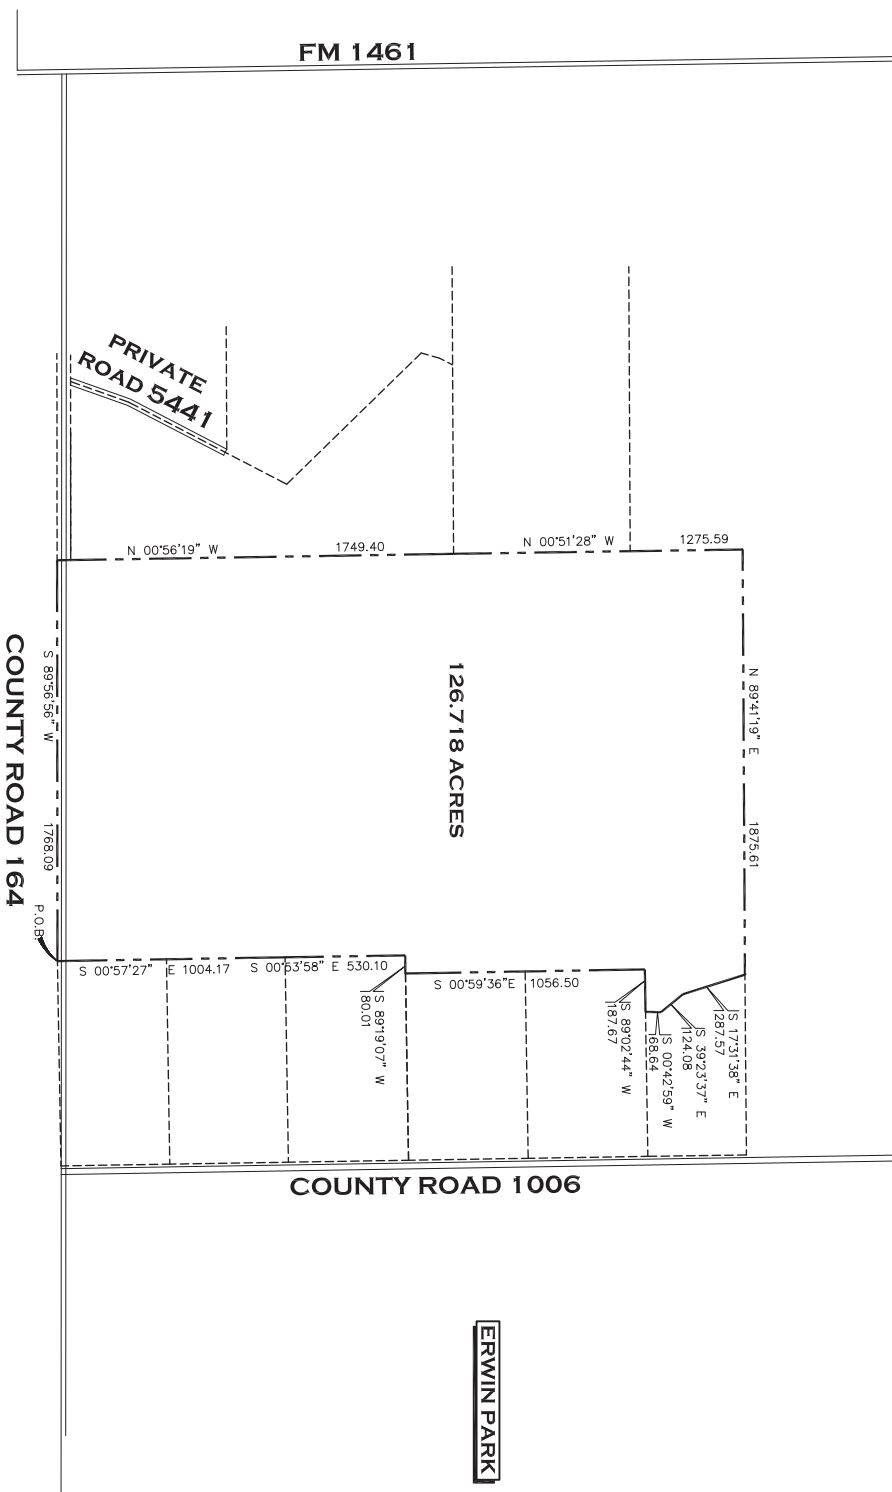 FM 1461
PRIVATE
ROAD 5441
N 00°56'19" W
1749.40
N 00°51'28" W
1275.59
N 89°41'19" E
1875.61
126.718 ACRES
S 89°56'56" W
1768.09
COUNTY ROAD 164
P.O.B.
S 00°57'27" E 1004.17
S 00°53'58" E 530.10
S 89°19'07" W
80.01
S 00°59'36"E
1056.50
S 89°02'44" W
187.67
S 00°42'59" W
68.64
S 39°23'37" E
124.08
S 17°31'38" E
287.57
COUNTY ROAD 1006
ERWIN PARK